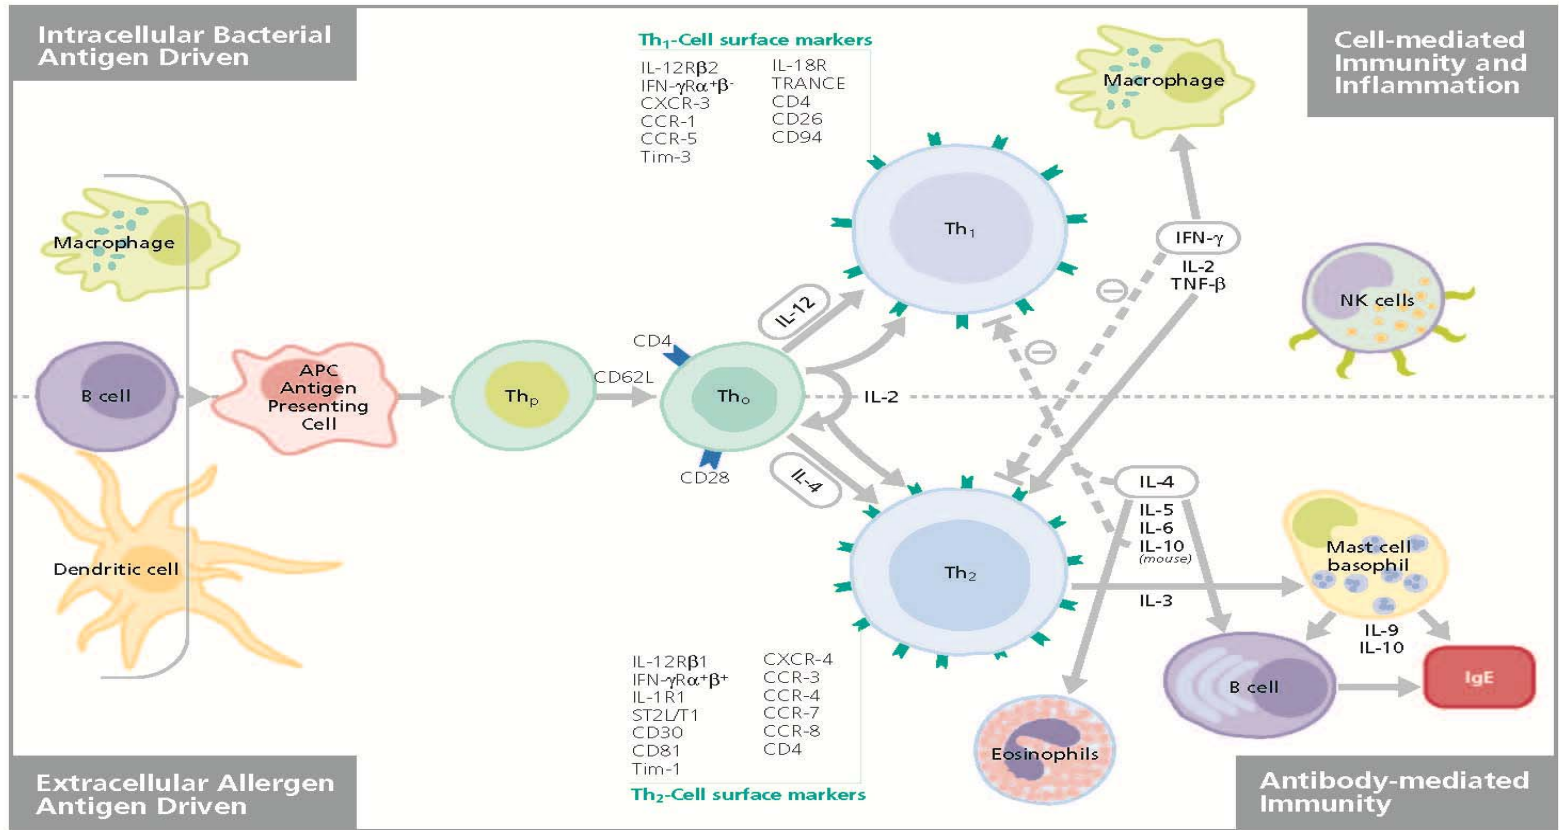 Intracellular Bacterial
Antigen Driven
Cell-mediated
Immunity and
Inflammation
Th₁-Cell surface markers
IL-12Rβ2
IFN-γRα⁺β⁻
CXCR-3
CCR-1
CCR-5
Tim-3
IL-18R
TRANCE
CD4
CD26
CD94
Macrophage
Macrophage
Th₁
IFN-γ
IL-2
TNF-β
NK cells
IL-12
CD4
CD62L
B cell
APC
Antigen
Presenting
Cell
Thₚ
Th₀
IL-2
CD28
IL-4
IL-4
IL-5
IL-6
IL-10
(mouse)
Mast cell
basophil
Dendritic cell
Th₂
IL-3
IL-9
IL-10
IL-12Rβ1
IFN-γRα⁺β⁺
IL-1R1
ST2L/T1
CD30
CD81
Tim-1
CXCR-4
CCR-3
CCR-4
CCR-7
CCR-8
CD4
Th₂-Cell surface markers
B cell
IgE
Eosinophils
Extracellular Allergen
Antigen Driven
Antibody-mediated
Immunity